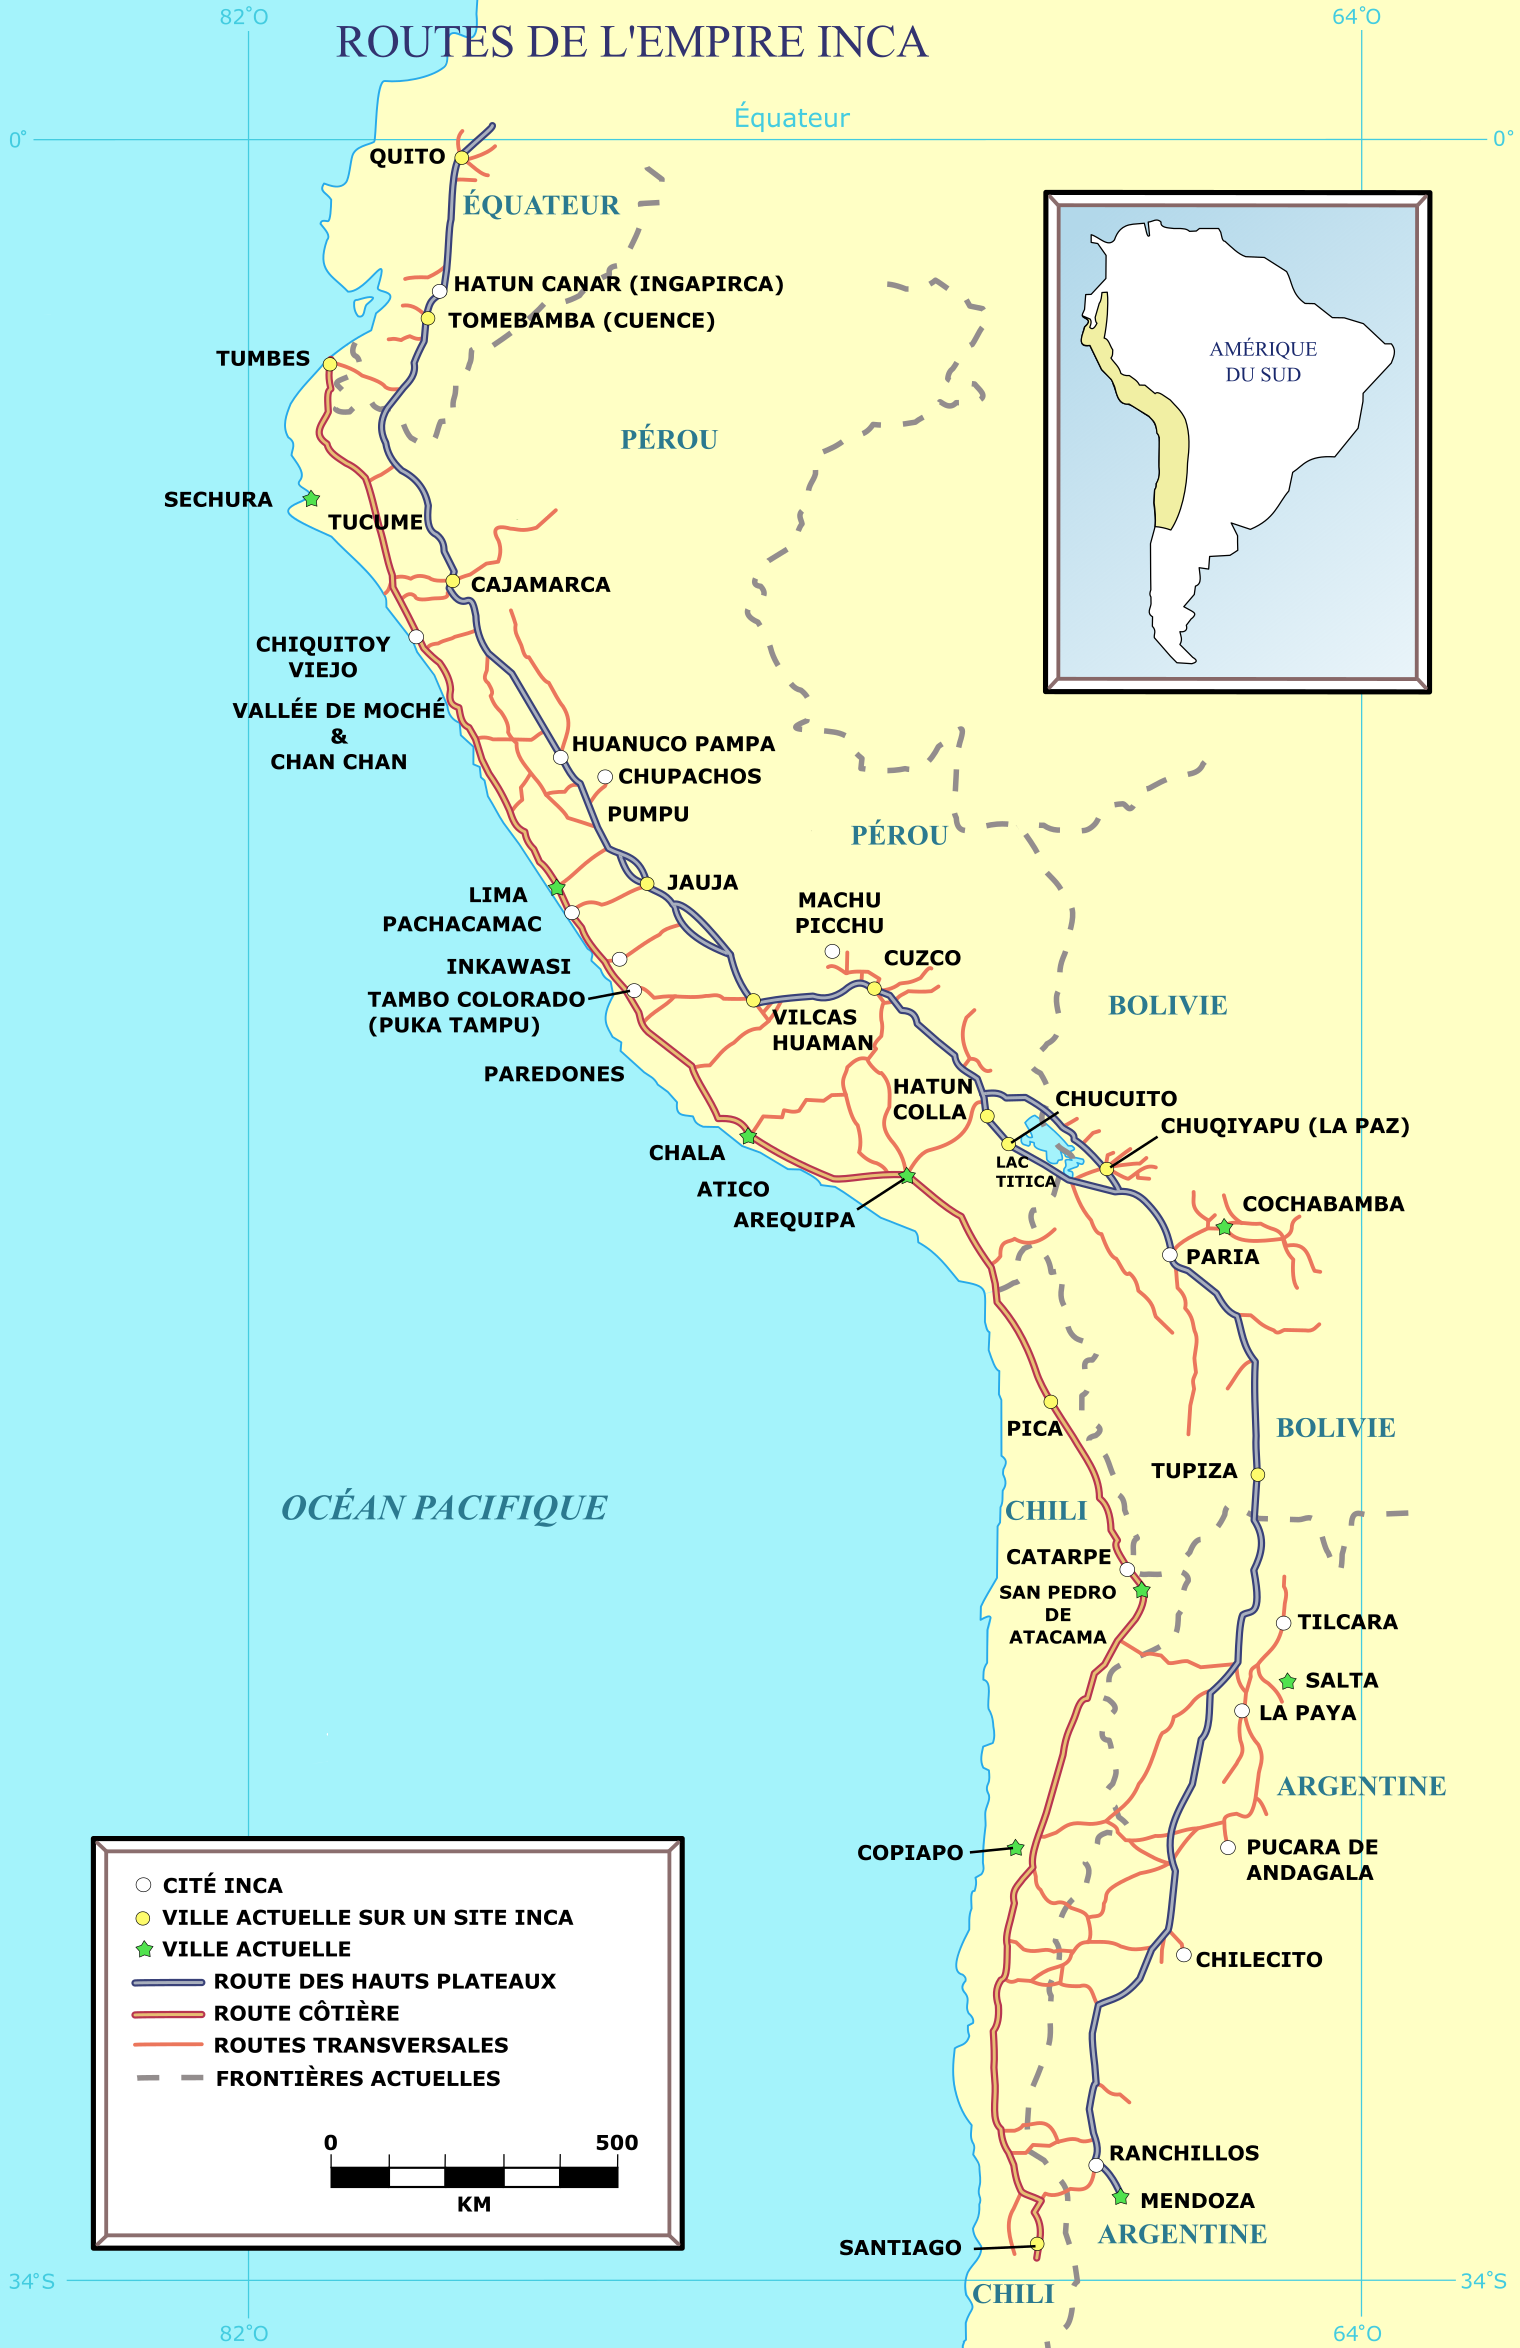 82°O
64°O
ROUTES DE L'EMPIRE INCA
Équateur
0°
0°
QUITO
ÉQUATEUR
HATUN CANAR (INGAPIRCA)
TOMEBAMBA (CUENCE)
TUMBES
AMÉRIQUE
DU SUD
PÉROU
SECHURA
TUCUME
CAJAMARCA
CHIQUITOY
VIEJO
VALLÉE DE MOCHÉ
&
CHAN CHAN
HUANUCO PAMPA
CHUPACHOS
PUMPU
PÉROU
JAUJA
LIMA
PACHACAMAC
MACHU
PICCHU
CUZCO
INKAWASI
TAMBO COLORADO
(PUKA TAMPU)
VILCAS
HUAMAN
BOLIVIE
PAREDONES
HATUN
COLLA
CHUCUITO
CHUQIYAPU (LA PAZ)
CHALA
LAC
TITICA
ATICO
AREQUIPA
COCHABAMBA
PARIA
PICA
BOLIVIE
TUPIZA
OCÉAN PACIFIQUE
CHILI
CATARPE
SAN PEDRO
DE
ATACAMA
TILCARA
SALTA
LA PAYA
ARGENTINE
COPIAPO
PUCARA DE
ANDAGALA
CHILECITO
CITÉ INCA
VILLE ACTUELLE SUR UN SITE INCA
VILLE ACTUELLE
ROUTE DES HAUTS PLATEAUX
ROUTE CÔTIÈRE
ROUTES TRANSVERSALES
FRONTIÈRES ACTUELLES
0
500
KM
RANCHILLOS
MENDOZA
ARGENTINE
SANTIAGO
34°S
34°S
CHILI
82°O
64°O